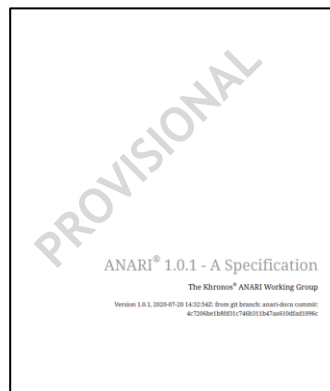 PROVISIONAL
ANARI® 1.0.1 - A Specification
The Khronos® ANARI Working Group
Version 1.0.1, 2020-07-20 14:32:54Z: from git branch: anari-docu commit:
4c7206be1b8fd31c746b311b47aa610dfad1896c